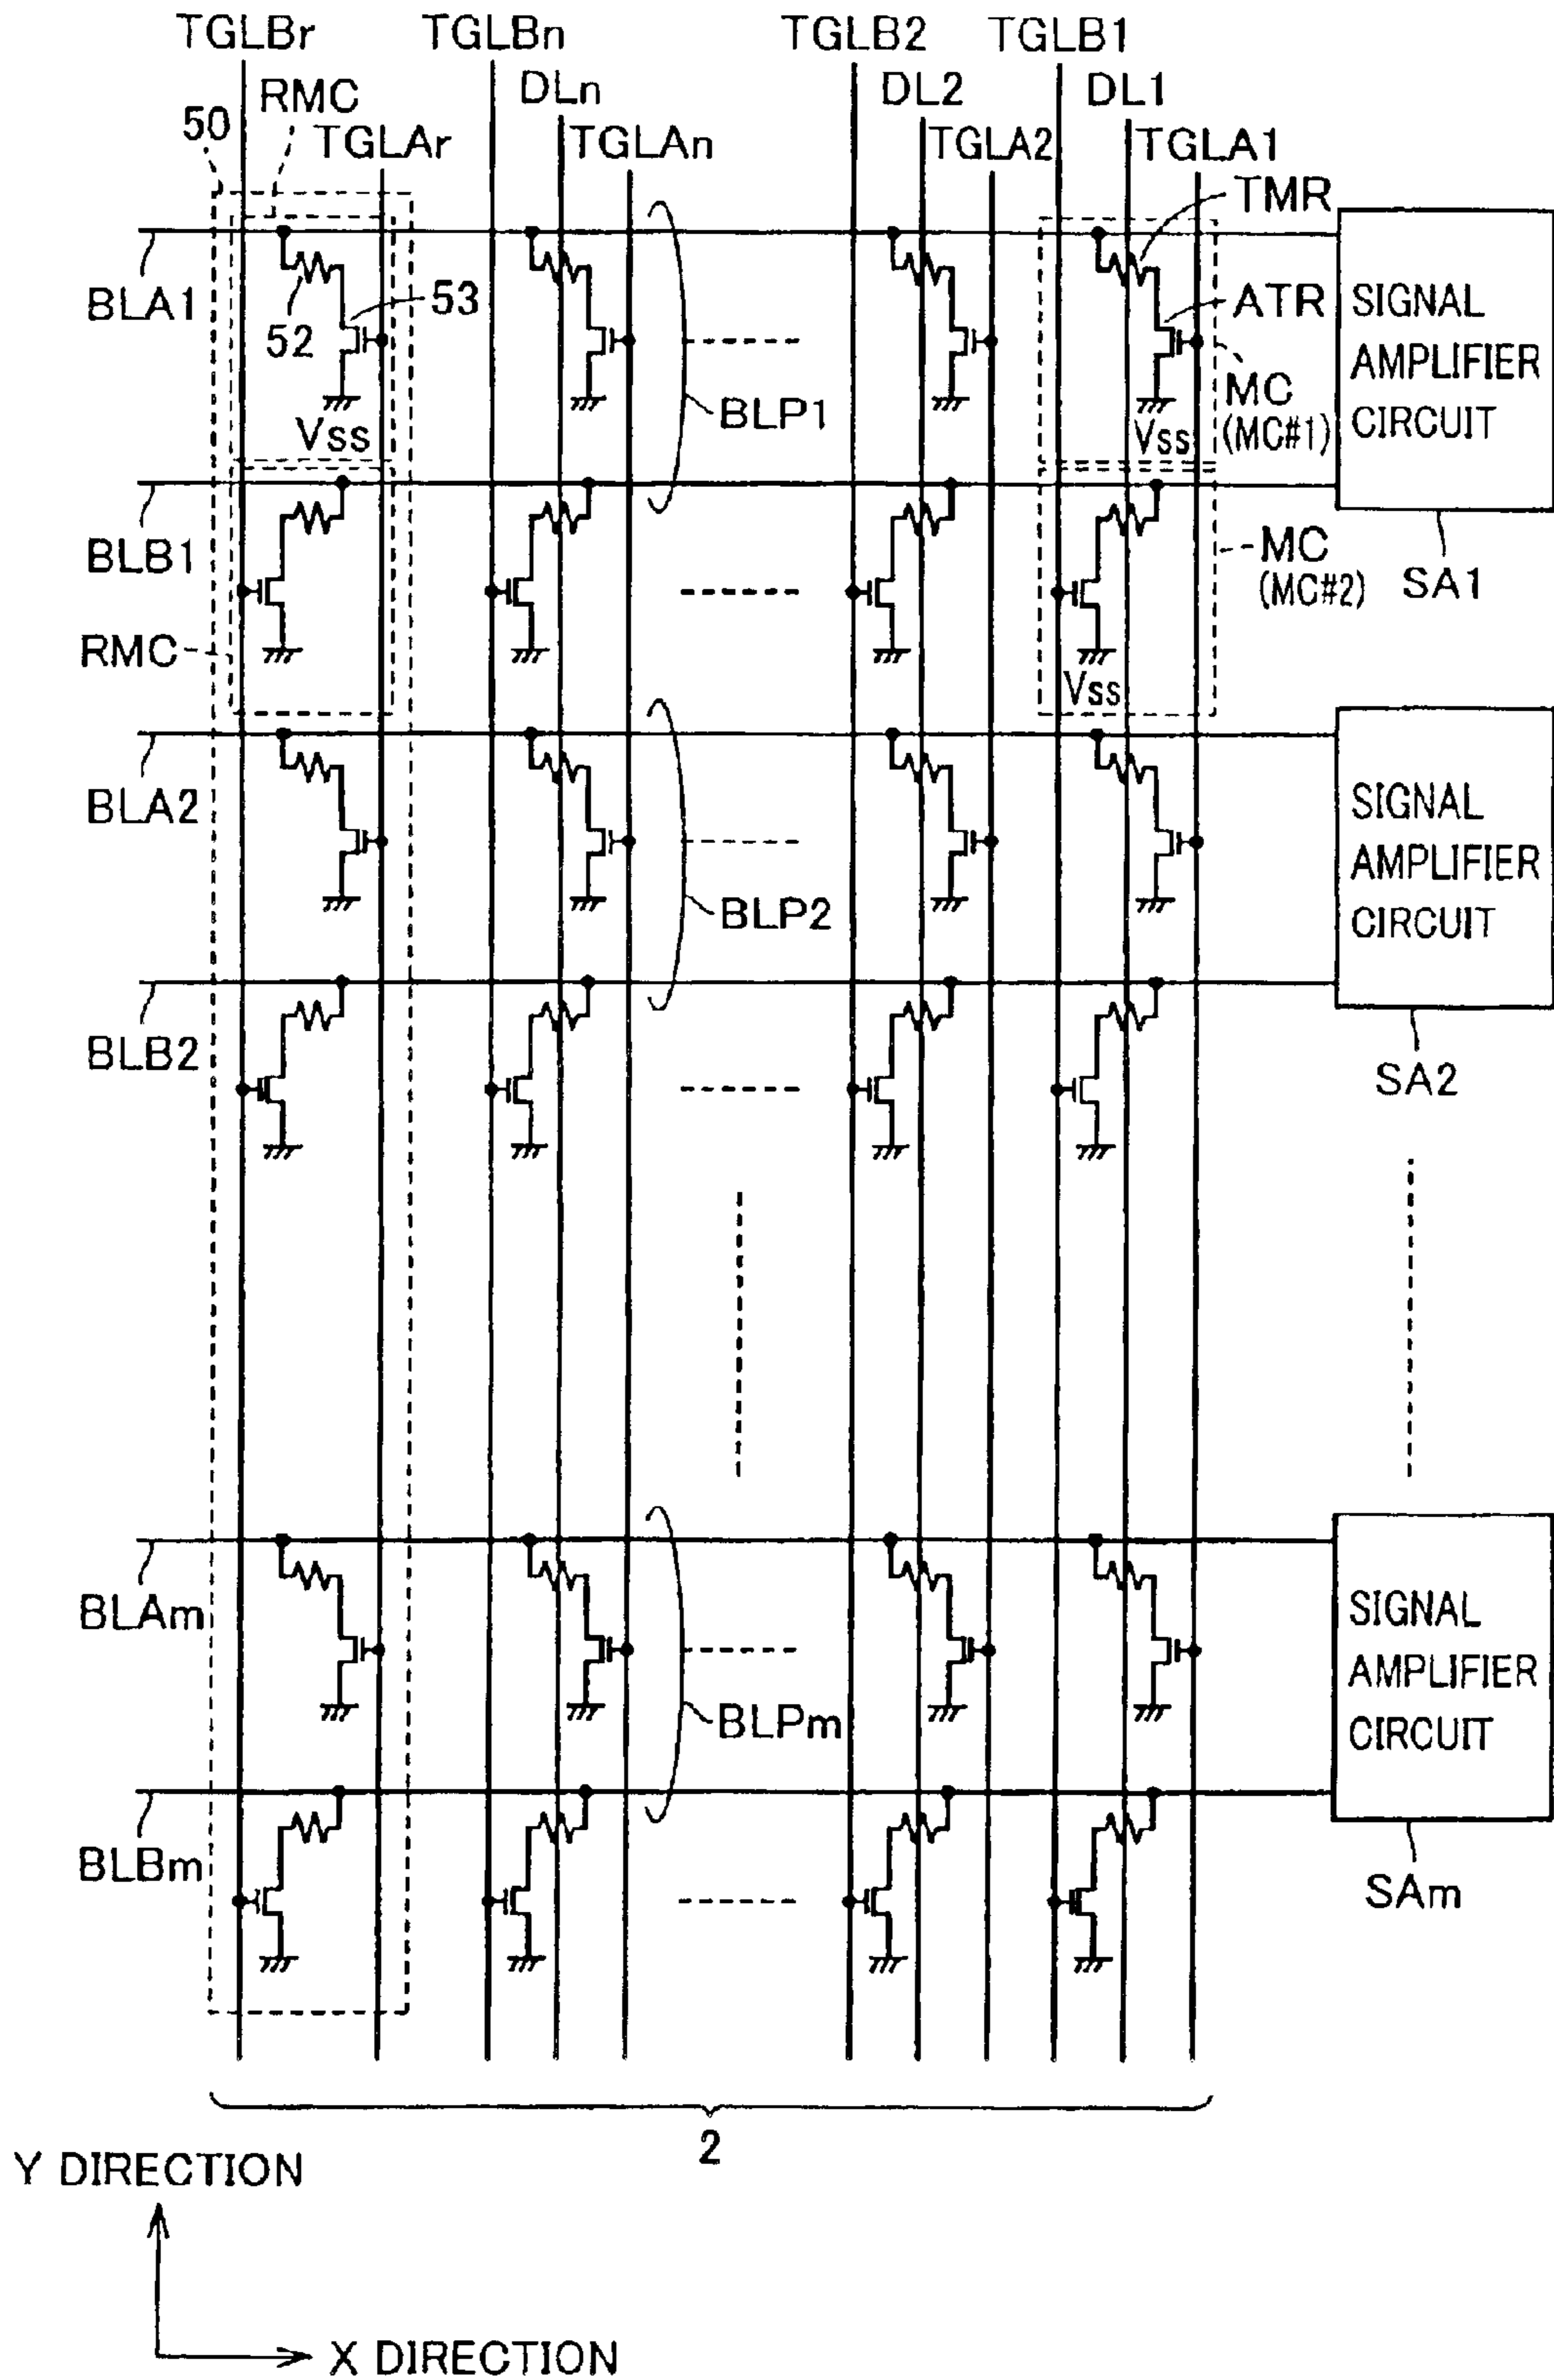 TGLBr TGLBn TGLB2 TGLB1
RMC DLn DL2 DL1
50 TGLAr TGLAn TGLA2 TGLA1
TMR
BLA1 52 53 ATR SIGNAL
AMPLIFIER
CIRCUIT
Vss BLP1 Vss MC
(MC#1)
BLB1 MC
(MC#2) SA1
RMC
Vss
BLA2 SIGNAL
AMPLIFIER
CIRCUIT
BLP2
BLB2 SA2
BLAm SIGNAL
AMPLIFIER
CIRCUIT
BLPm
BLBm SAm
2
Y DIRECTION
X DIRECTION